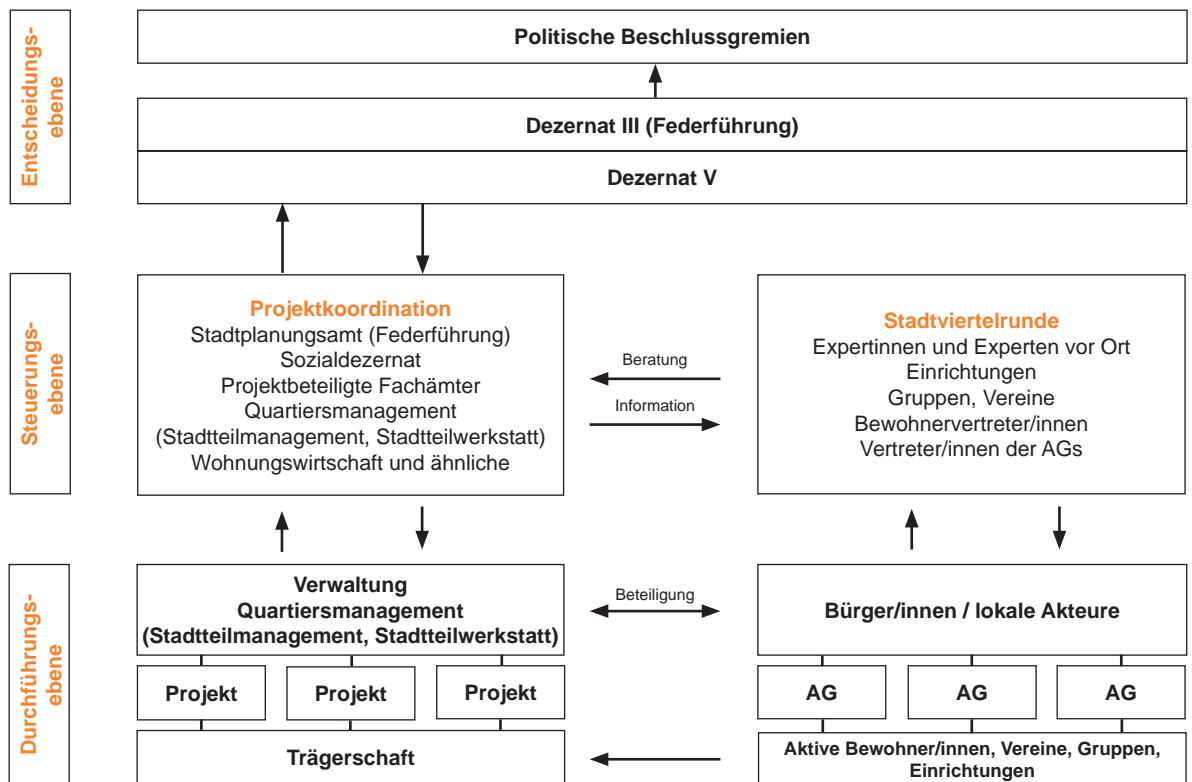 Entscheidungs-
ebene
Politische Beschlussgremien
Dezernat III (Federführung)
Dezernat V
Steuerungs-
ebene
Projektkoordination
Stadtplanungsamt (Federführung)
Sozialdezernat
Projektbeteiligte Fachämter
Quartiersmanagement
(Stadtteilmanagement, Stadtteilwerkstatt)
Wohnungswirtschaft und ähnliche
Beratung
Information
Stadtviertelrunde
Expertinnen und Experten vor Ort
Einrichtungen
Gruppen, Vereine
Bewohnervertreter/innen
Vertreter/innen der AGs
Durchführungs-
ebene
Verwaltung
Quartiersmanagement
(Stadtteilmanagement, Stadtteilwerkstatt)
Beteiligung
Bürger/innen / lokale Akteure
Projekt
Projekt
Projekt
AG
AG
AG
Trägerschaft
Aktive Bewohner/innen, Vereine, Gruppen,
Einrichtungen